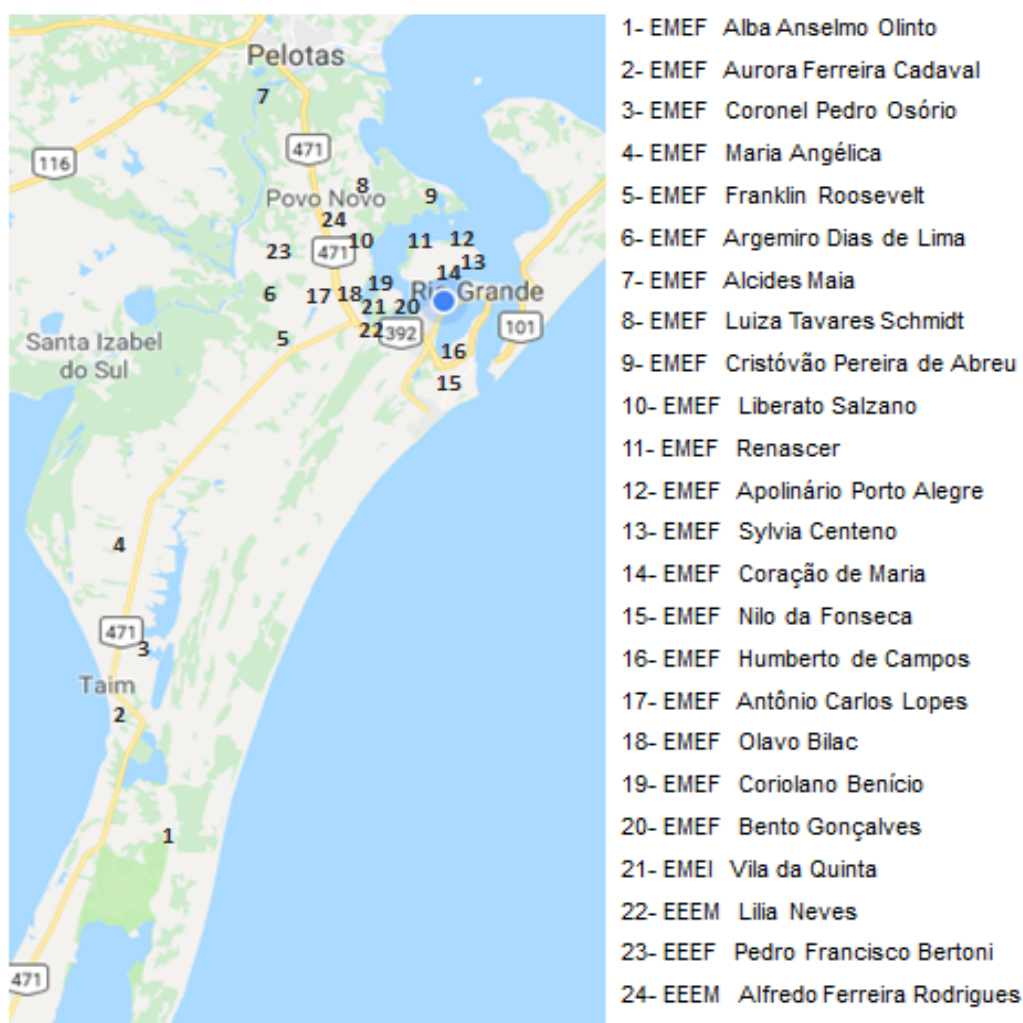 Pelotas
7
471
116
8
Povo Novo
9
24
471
10
11
12
23
13
14
19
Rio Grande
6
17
18
21
20
22
392
101
5
Santa Izabel
do Sul
16
15
4
471
3
Taim
2
1
471
1- EMEF Alba Anselmo Olinto
2- EMEF Aurora Ferreira Cadaval
3- EMEF Coronel Pedro Osório
4- EMEF Maria Angélica
5- EMEF Franklin Roosevelt
6- EMEF Argemiro Dias de Lima
7- EMEF Alcides Maia
8- EMEF Luiza Tavares Schmidt
9- EMEF Cristóvão Pereira de Abreu
10- EMEF Liberato Salzano
11- EMEF Renascer
12- EMEF Apolinário Porto Alegre
13- EMEF Sylvia Centeno
14- EMEF Coração de Maria
15- EMEF Nilo da Fonseca
16- EMEF Humberto de Campos
17- EMEF Antônio Carlos Lopes
18- EMEF Olavo Bilac
19- EMEF Coriolano Benício
20- EMEF Bento Gonçalves
21- EMEI Vila da Quinta
22- EEEM Lilia Neves
23- EEEF Pedro Francisco Bertoni
24- EEEM Alfredo Ferreira Rodrigues